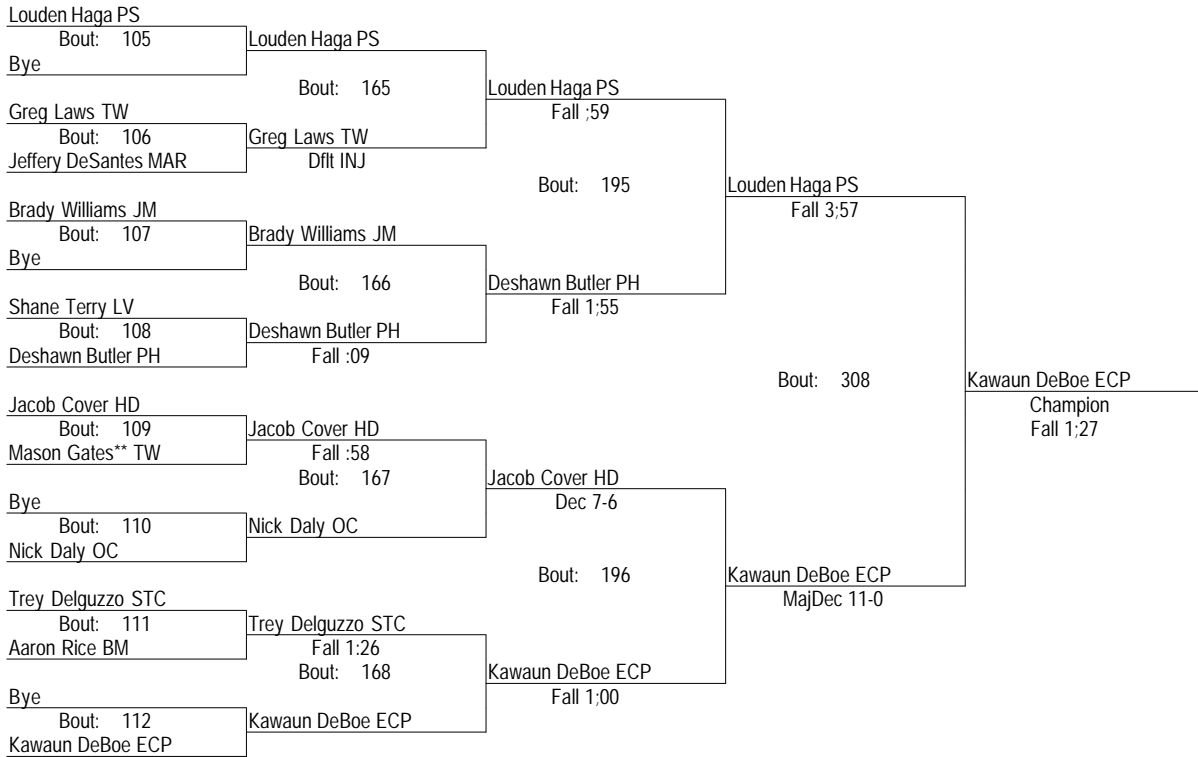 Louden Haga PS
Bout: 105
Louden Haga PS
Bye
Bout: 165
Louden Haga PS
Greg Laws TW
Fall ;59
Bout: 106
Greg Laws TW
Jeffery DeSantes MAR
Dflt INJ
Bout: 195
Louden Haga PS
Brady Williams JM
Fall 3;57
Bout: 107
Brady Williams JM
Bye
Bout: 166
Deshawn Butler PH
Shane Terry LV
Fall 1;55
Bout: 108
Deshawn Butler PH
Deshawn Butler PH
Fall :09
Bout: 308
Kawaun DeBoe ECP
Jacob Cover HD
Champion
Bout: 109
Jacob Cover HD
Fall 1;27
Mason Gates** TW
Fall :58
Bout: 167
Jacob Cover HD
Bye
Dec 7-6
Bout: 110
Nick Daly OC
Nick Daly OC
Bout: 196
Kawaun DeBoe ECP
Trey Delguzzo STC
MajDec 11-0
Bout: 111
Trey Delguzzo STC
Aaron Rice BM
Fall 1:26
Bout: 168
Kawaun DeBoe ECP
Bye
Fall 1;00
Bout: 112
Kawaun DeBoe ECP
Kawaun DeBoe ECP